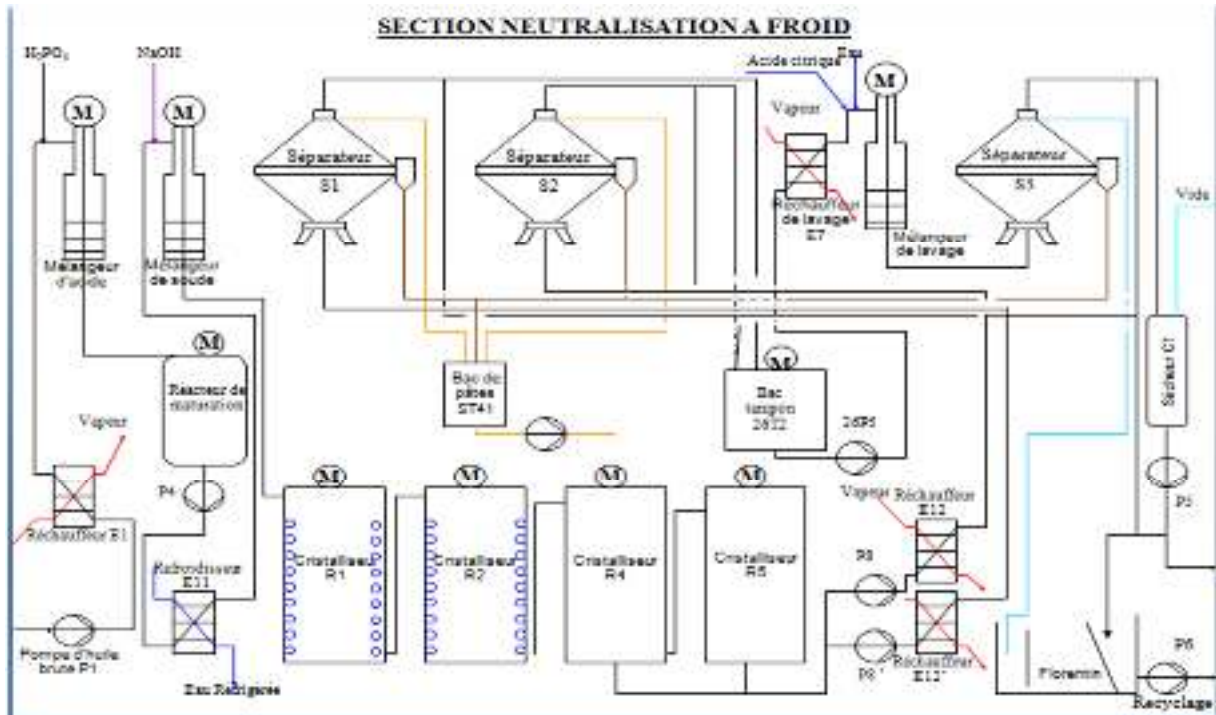 SECTION NEUTRALISATION A FROID
H₃PO₄
NaOH
Acide citrique
Eau
M
M
M
Vapeur
Séparateur
S1
Séparateur
S2
Séparateur
S3
Réchauffeur
de lavage
E7
Mélangeur
de lavage
Vide
Mélangeur
d'acide
Mélangeur
de soude
M
Réacteur de
maturation
Bac de
pâtes
ST41
M
Bac
tampon
26T2
26P5
Sécheur C1
Vapeur
P4
Réchauffeur E1
M
M
M
M
Cristalliseur
R1
Cristalliseur
R2
Cristalliseur
R4
Cristalliseur
R5
Vapeur
Réchauffeur
E12
P5
P8
Refroidisseur
E11
Pompe d'huile
brute P1
Eau Réfrigérée
P8'
Réchauffeur
E12'
Florentin
P6
Recyclage